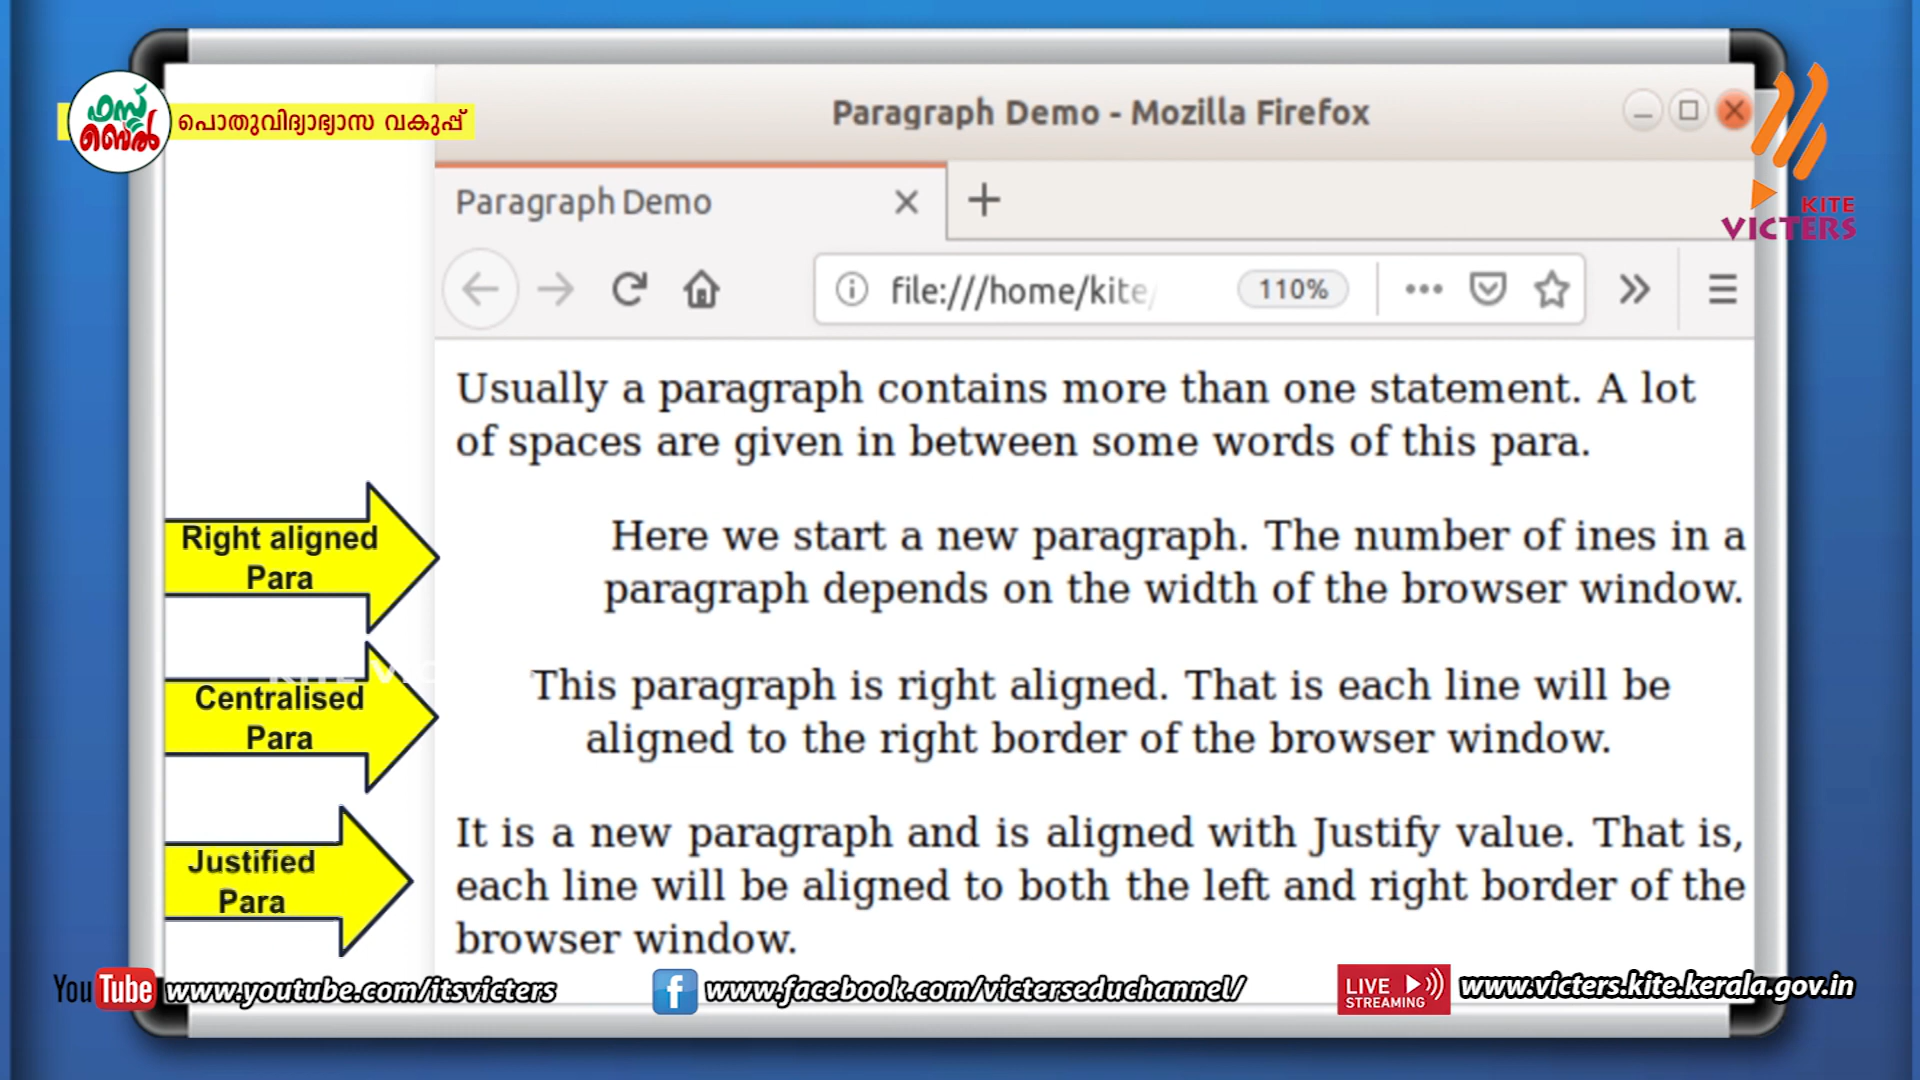 ഫസ്റ്റ്
ബെൽ
പൊതുവിദ്യാഭ്യാസ വകുപ്പ്
Paragraph Demo - Mozilla Firefox
KITE
VICTERS
Paragraph Demo
file:///home/kite/
110%
Usually a paragraph contains more than one statement. A lot
of spaces are given in between some words of this para.
Right aligned
Para
Here we start a new paragraph. The number of ines in a
paragraph depends on the width of the browser window.
KITE VIC
Centralised
Para
This paragraph is right aligned. That is each line will be
aligned to the right border of the browser window.
Justified
Para
It is a new paragraph and is aligned with Justify value. That is,
each line will be aligned to both the left and right border of the
browser window.
YouTube www.youtube.com/itsvicters
f www.facebook.com/victerseduchannel/
LIVE
STREAMING
www.victers.kite.kerala.gov.in